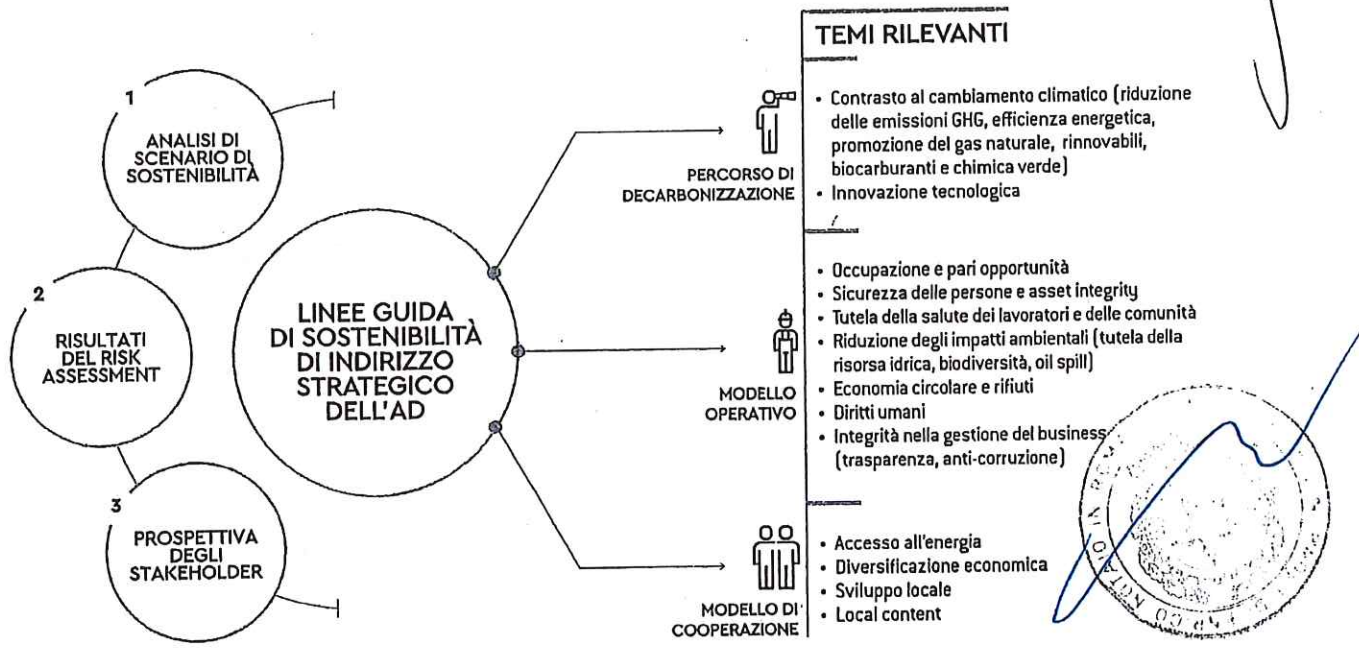 1
ANALISI DI
SCENARIO DI
SOSTENIBILITÀ
2
RISULTATI
DEL RISK
ASSESSMENT
3
PROSPETTIVA
DEGLI
STAKEHOLDER
LINEE GUIDA
DI SOSTENIBILITÀ
DI INDIRIZZO
STRATEGICO
DELL'AD
TEMI RILEVANTI
PERCORSO DI
DECARBONIZZAZIONE
• Contrasto al cambiamento climatico (riduzione
delle emissioni GHG, efficienza energetica,
promozione del gas naturale, rinnovabili,
biocarburanti e chimica verde)
• Innovazione tecnologica
MODELLO
OPERATIVO
• Occupazione e pari opportunità
• Sicurezza delle persone e asset integrity
• Tutela della salute dei lavoratori e delle comunità
• Riduzione degli impatti ambientali (tutela della
risorsa idrica, biodiversità, oil spill)
• Economia circolare e rifiuti
• Diritti umani
• Integrità nella gestione del business
(trasparenza, anti-corruzione)
MODELLO DI
COOPERAZIONE
• Accesso all'energia
• Diversificazione economica
• Sviluppo locale
• Local content
NOTAIO IN